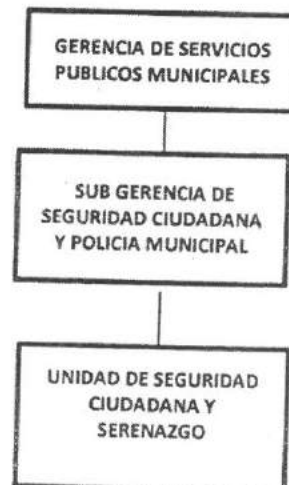 GERENCIA DE SERVICIOS
PUBLICOS MUNICIPALES
SUB GERENCIA DE
SEGURIDAD CIUDADANA
Y POLICIA MUNICIPAL
UNIDAD DE SEGURIDAD
CIUDADANA Y
SERENAZGO